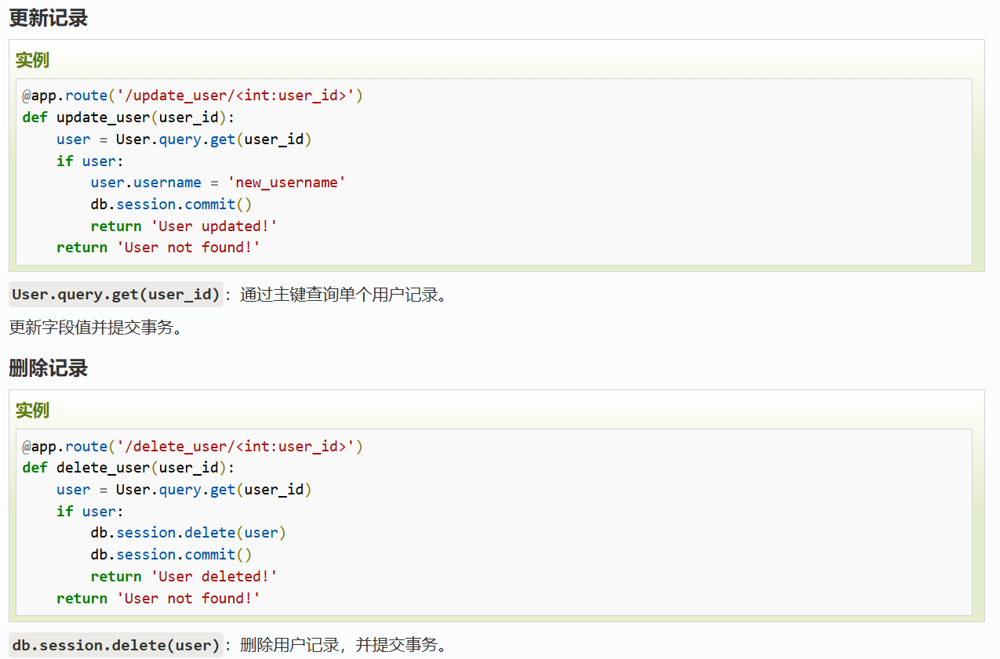 更新记录
实例
@app.route('/update_user/<int:user_id>')
def update_user(user_id):
    user = User.query.get(user_id)
    if user:
        user.username = 'new_username'
        db.session.commit()
        return 'User updated!'
    return 'User not found!'
User.query.get(user_id)：通过主键查询单个用户记录。
更新字段值并提交事务。
删除记录
实例
@app.route('/delete_user/<int:user_id>')
def delete_user(user_id):
    user = User.query.get(user_id)
    if user:
        db.session.delete(user)
        db.session.commit()
        return 'User deleted!'
    return 'User not found!'
db.session.delete(user)：删除用户记录，并提交事务。